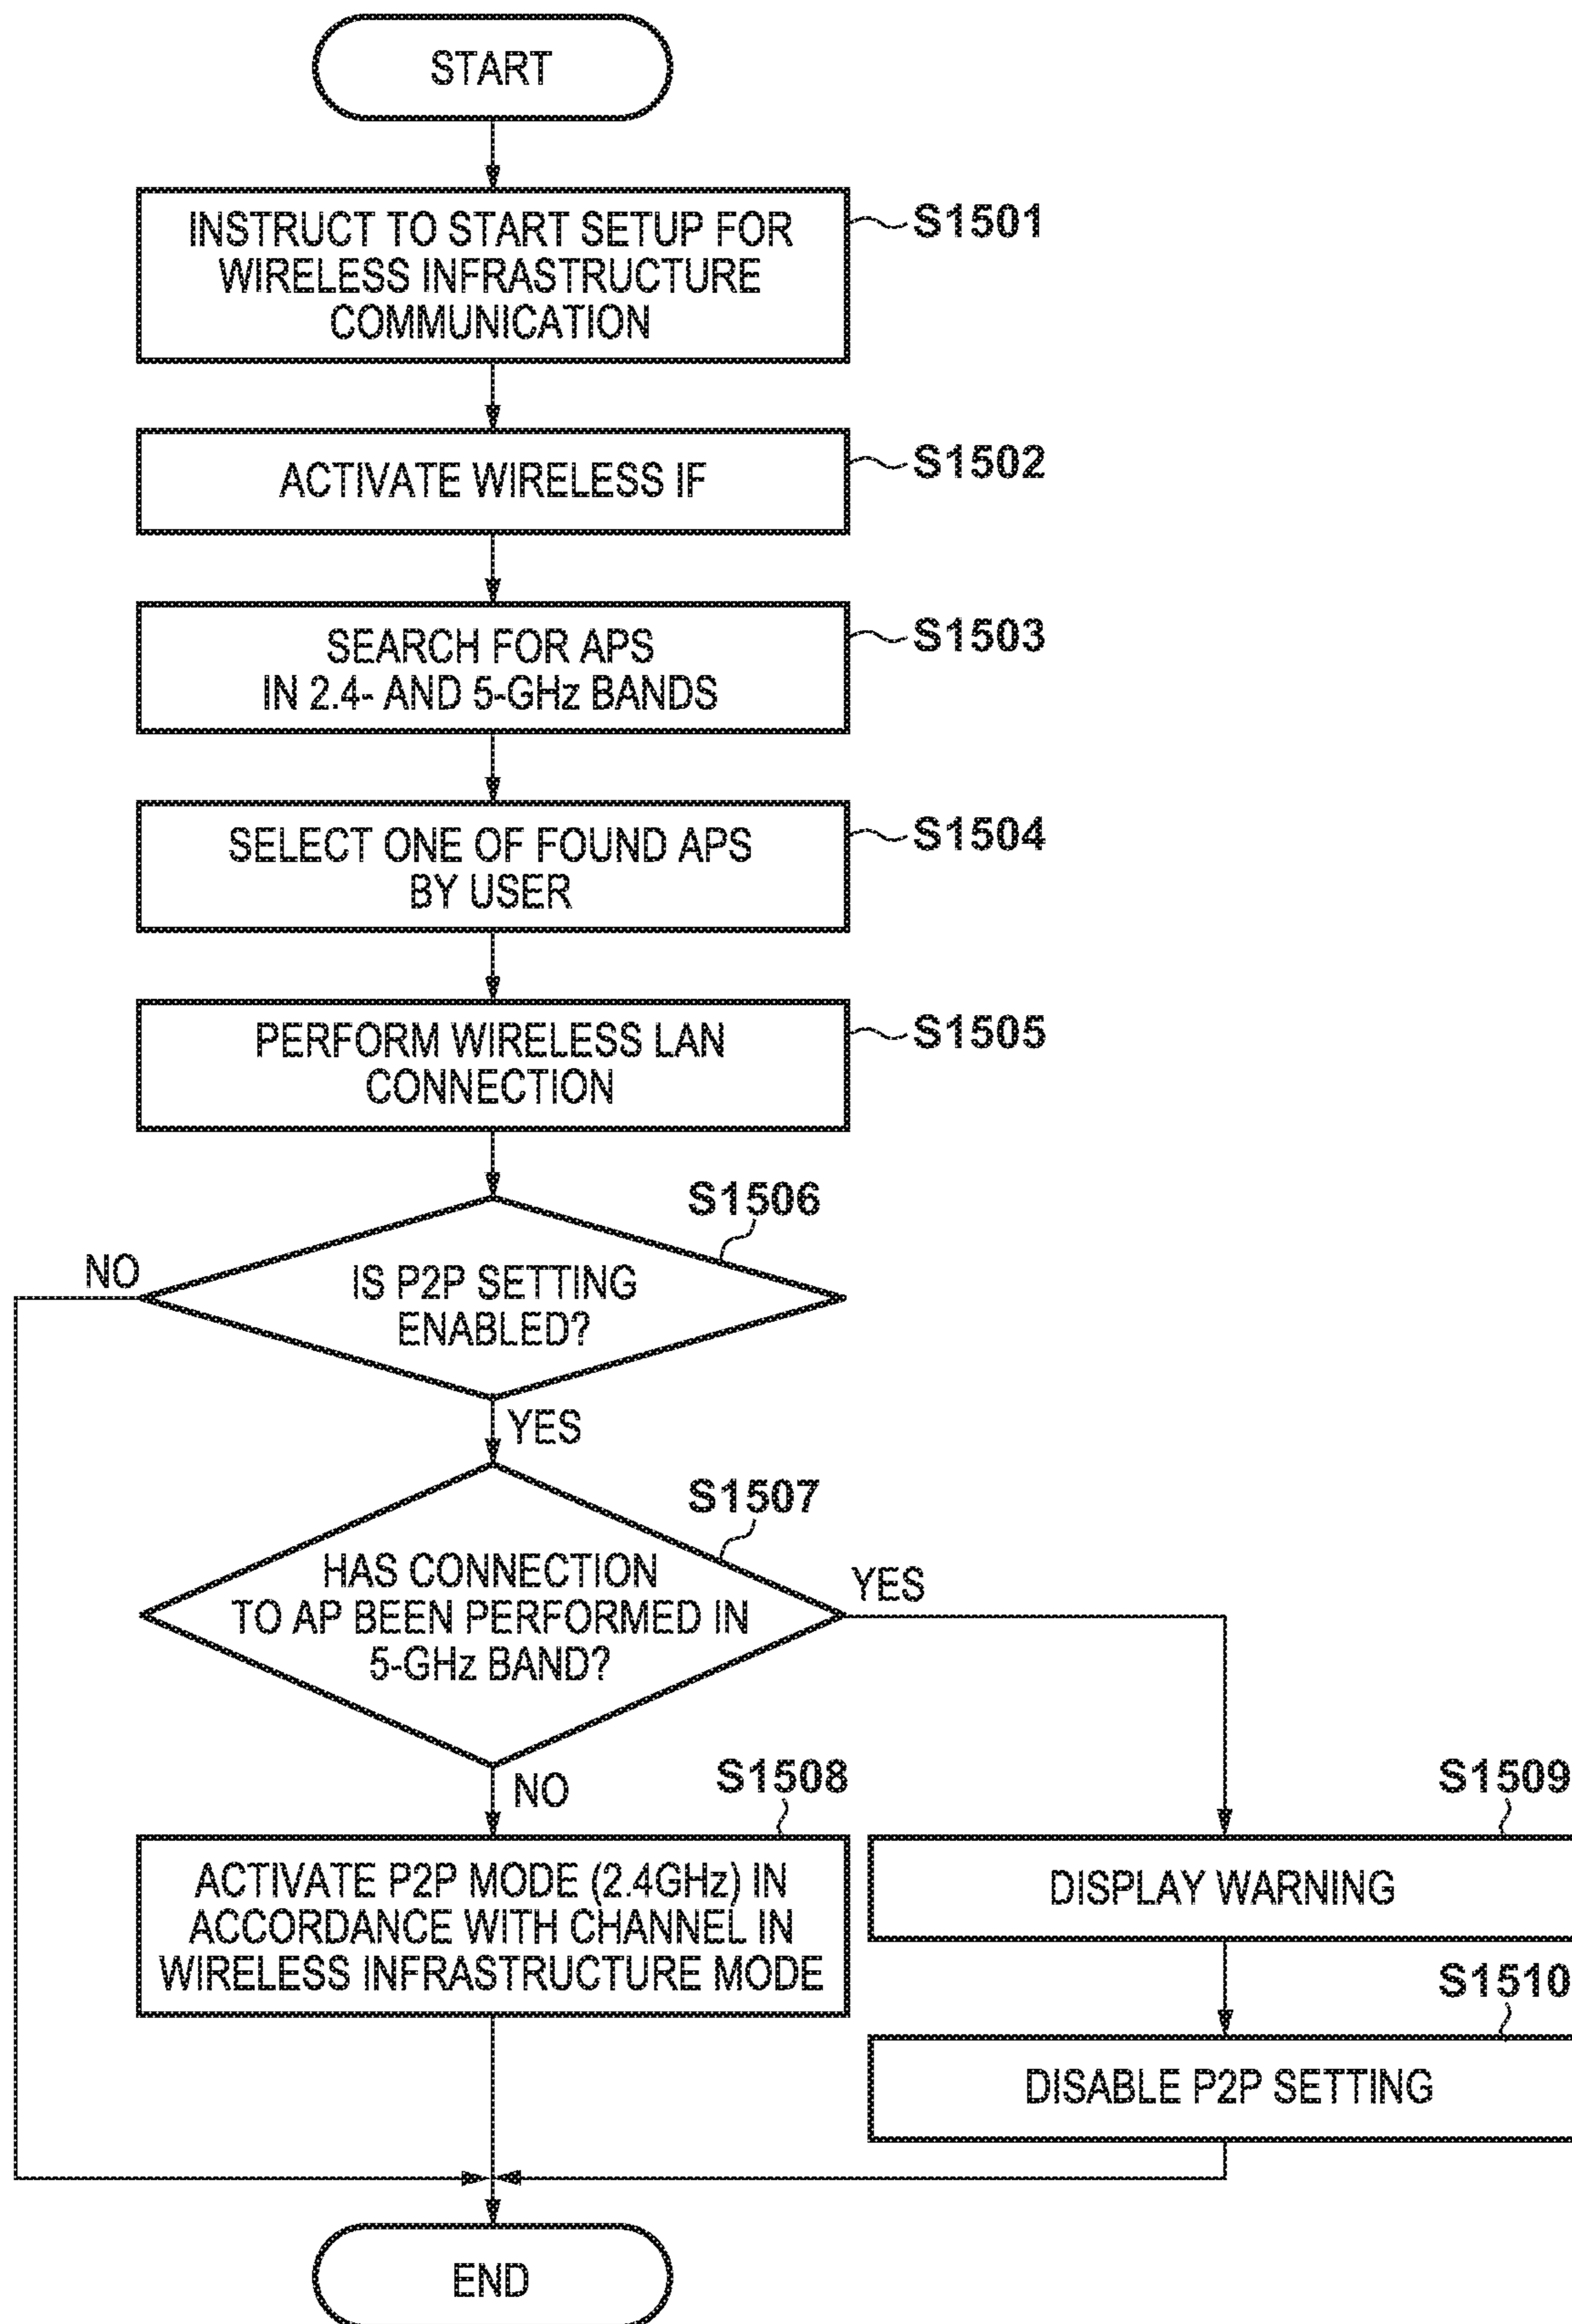 START
INSTRUCT TO START SETUP FOR
WIRELESS INFRASTRUCTURE
COMMUNICATION
S1501
ACTIVATE WIRELESS IF
S1502
SEARCH FOR APS
IN 2.4- AND 5-GHz BANDS
S1503
SELECT ONE OF FOUND APS
BY USER
S1504
PERFORM WIRELESS LAN
CONNECTION
S1505
S1506
NO
IS P2P SETTING
ENABLED?
YES
S1507
HAS CONNECTION
TO AP BEEN PERFORMED IN
5-GHz BAND?
YES
NO
S1508
ACTIVATE P2P MODE (2.4GHz) IN
ACCORDANCE WITH CHANNEL IN
WIRELESS INFRASTRUCTURE MODE
S1509
DISPLAY WARNING
S1510
DISABLE P2P SETTING
END